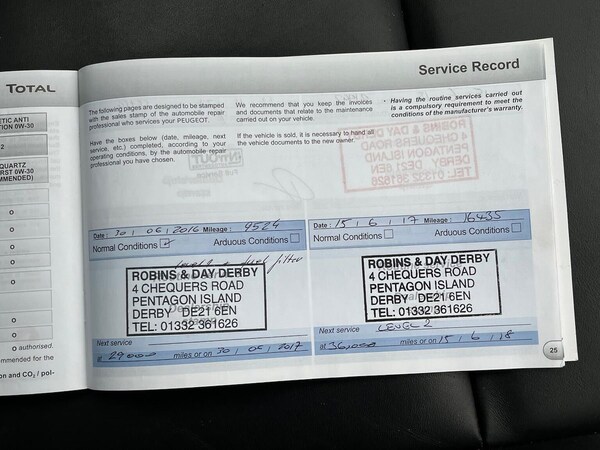 TOTAL
ETIC ANTI
TION 0W-30
2
QUARTZ
IRST 0W-30
MMENDED)
o authorised.
mmended for the
on and CO₂ / pol-
Service Record
The following pages are designed to be stamped
with the sales stamp of the automobile repair
professional who services your PEUGEOT.
Have the boxes below (date, mileage, next
service, etc.) completed, according to your
operating conditions, by the automobile repair
professional you have chosen.
We recommend that you keep the invoices
and documents that relate to the maintenance
carried out on your vehicle.
If the vehicle is sold, it is necessary to hand all
the vehicle documents to the new owner.
• Having the routine services carried out
is a compulsory requirement to meet the
conditions of the manufacturer's warranty.
Date: 30 / 06 / 2016 Mileage: 9524
Normal Conditions Arduous Conditions
filter
ROBINS & DAY DERBY
4 CHEQUERS ROAD
PENTAGON ISLAND
DERBY DE21 6EN
TEL: 01332 361626
Next service
at 29000 miles or on 30 / 06 / 2017
Date: 15 / 6 / 17 Mileage: 16435
Normal Conditions Arduous Conditions
ROBINS & DAY DERBY
4 CHEQUERS ROAD
PENTAGON ISLAND
DERBY DE21 6EN
TEL: 01332 361626
Next service LEVEL 2
at 36,000 miles or on 15 / 6 / 18
25